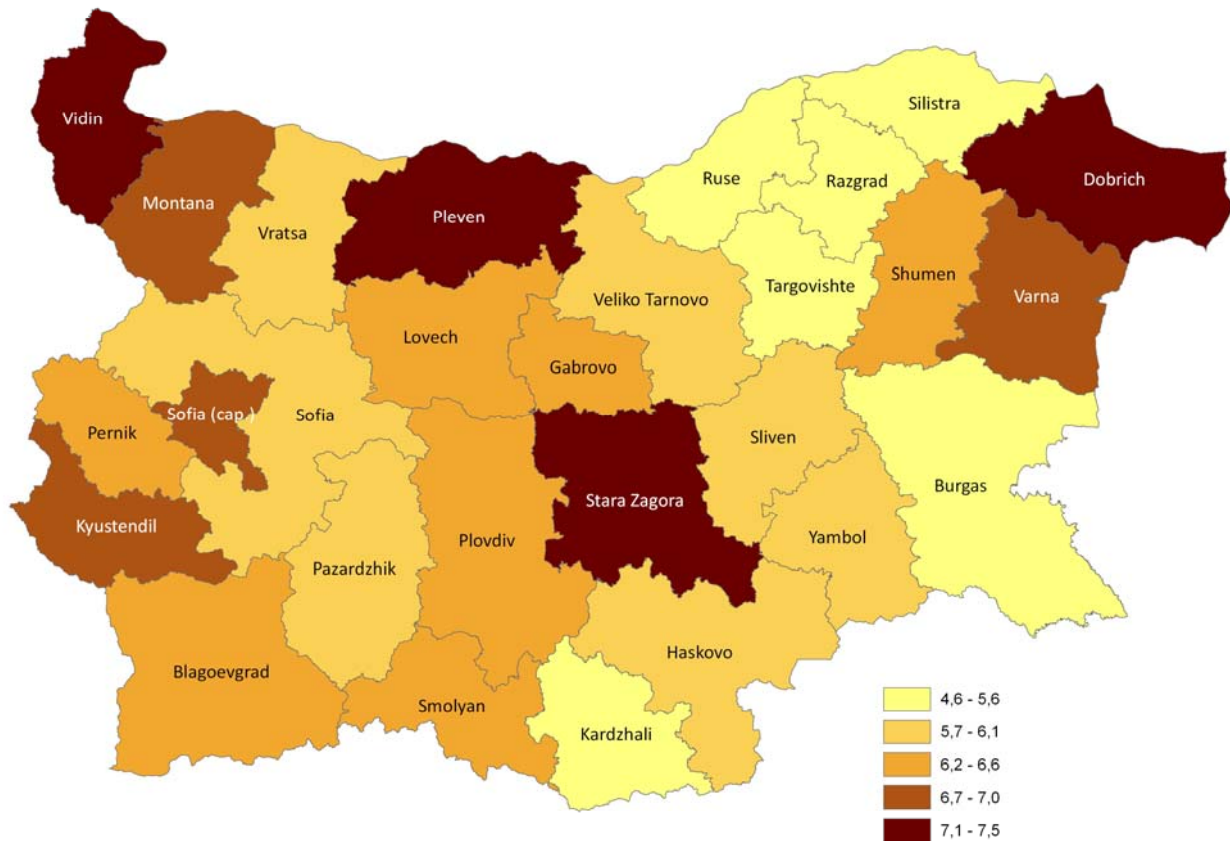 Vidin
Montana
Vratsa
Pleven
Ruse
Silistra
Razgrad
Dobrich
Targovishte
Shumen
Varna
Veliko Tarnovo
Lovech
Gabrovo
Sofia (cap.)
Sofia
Pernik
Kyustendil
Sliven
Burgas
Stara Zagora
Plovdiv
Yambol
Pazardzhik
Blagoevgrad
Haskovo
Smolyan
Kardzhali
4,6 - 5,6
5,7 - 6,1
6,2 - 6,6
6,7 - 7,0
7,1 - 7,5